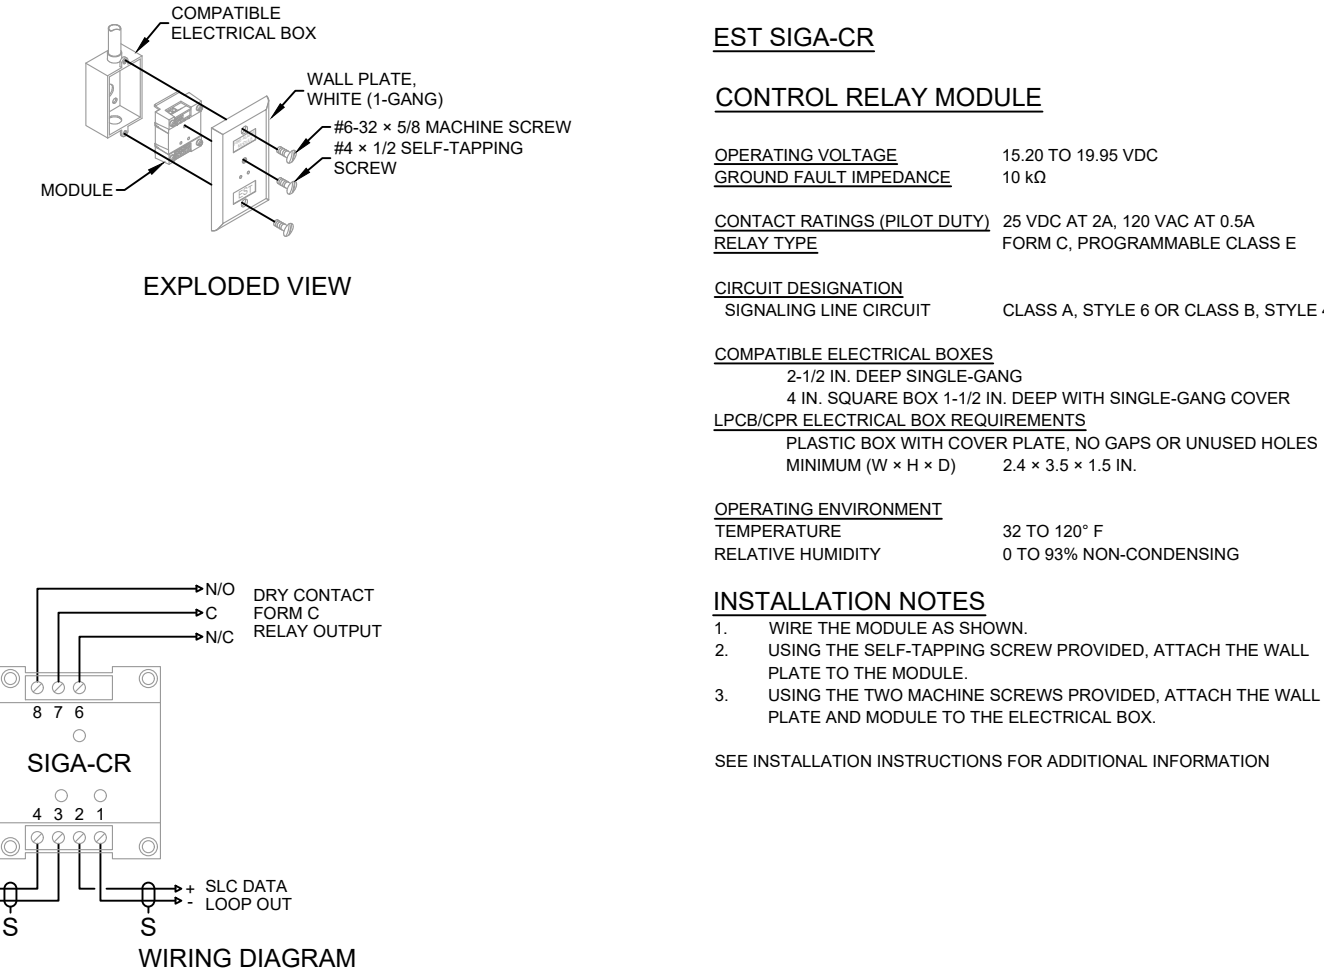 COMPATIBLE
ELECTRICAL BOX
WALL PLATE,
WHITE (1-GANG)
#6-32 × 5/8 MACHINE SCREW
#4 × 1/2 SELF-TAPPING
SCREW
MODULE
EST
EXPLODED VIEW
N/O
C
N/C
DRY CONTACT
FORM C
RELAY OUTPUT
8 7 6
SIGA-CR
4 3 2 1
+ SLC DATA
- LOOP OUT
S
S
WIRING DIAGRAM
EST SIGA-CR
CONTROL RELAY MODULE
OPERATING VOLTAGE 15.20 TO 19.95 VDC
GROUND FAULT IMPEDANCE 10 kΩ
CONTACT RATINGS (PILOT DUTY) 25 VDC AT 2A, 120 VAC AT 0.5A
RELAY TYPE FORM C, PROGRAMMABLE CLASS E
CIRCUIT DESIGNATION
SIGNALING LINE CIRCUIT CLASS A, STYLE 6 OR CLASS B, STYLE
COMPATIBLE ELECTRICAL BOXES
2-1/2 IN. DEEP SINGLE-GANG
4 IN. SQUARE BOX 1-1/2 IN. DEEP WITH SINGLE-GANG COVER
LPCB/CPR ELECTRICAL BOX REQUIREMENTS
PLASTIC BOX WITH COVER PLATE, NO GAPS OR UNUSED HOLES
MINIMUM (W × H × D) 2.4 × 3.5 × 1.5 IN.
OPERATING ENVIRONMENT
TEMPERATURE 32 TO 120° F
RELATIVE HUMIDITY 0 TO 93% NON-CONDENSING
INSTALLATION NOTES
1. WIRE THE MODULE AS SHOWN.
2. USING THE SELF-TAPPING SCREW PROVIDED, ATTACH THE WALL
PLATE TO THE MODULE.
3. USING THE TWO MACHINE SCREWS PROVIDED, ATTACH THE WALL
PLATE AND MODULE TO THE ELECTRICAL BOX.
SEE INSTALLATION INSTRUCTIONS FOR ADDITIONAL INFORMATION